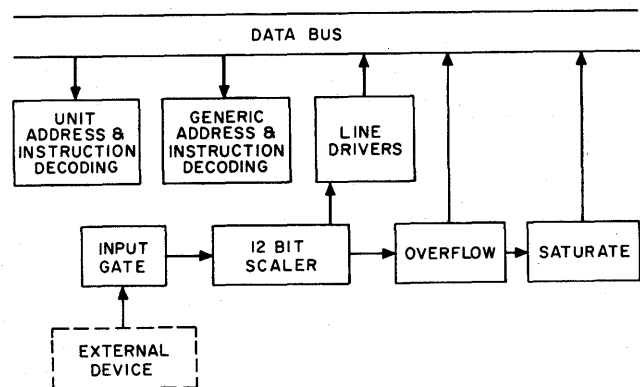 DATA BUS
UNIT
ADDRESS &
INSTRUCTION
DECODING
GENERIC
ADDRESS &
INSTRUCTION
DECODING
LINE
DRIVERS
INPUT
GATE
12 BIT
SCALER
OVERFLOW
SATURATE
EXTERNAL
DEVICE